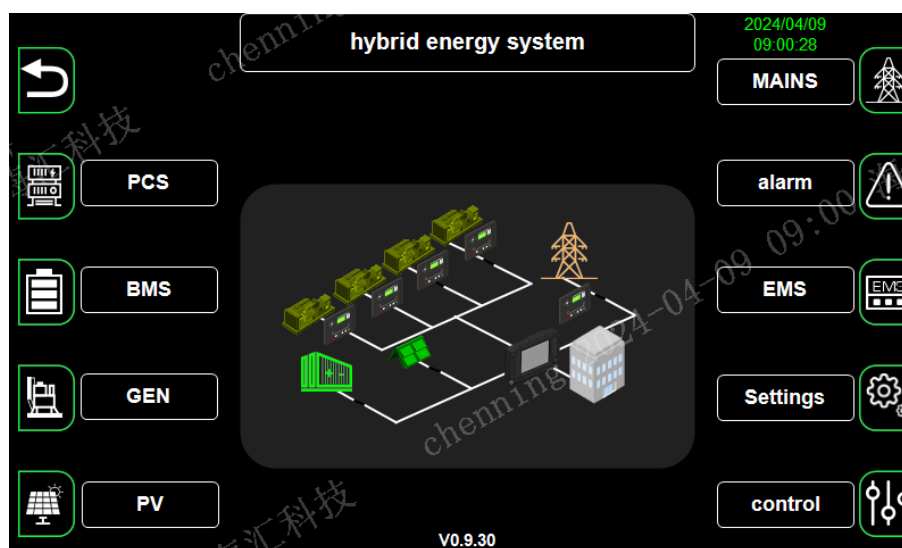 hybrid energy system
2024/04/09
09:00:28
MAINS
PCS
alarm
BMS
EMS
EMS
GEN
Settings
PV
control
V0.9.30
chenning
汇科技
2024-04-09 09:00
chenning
汇科技